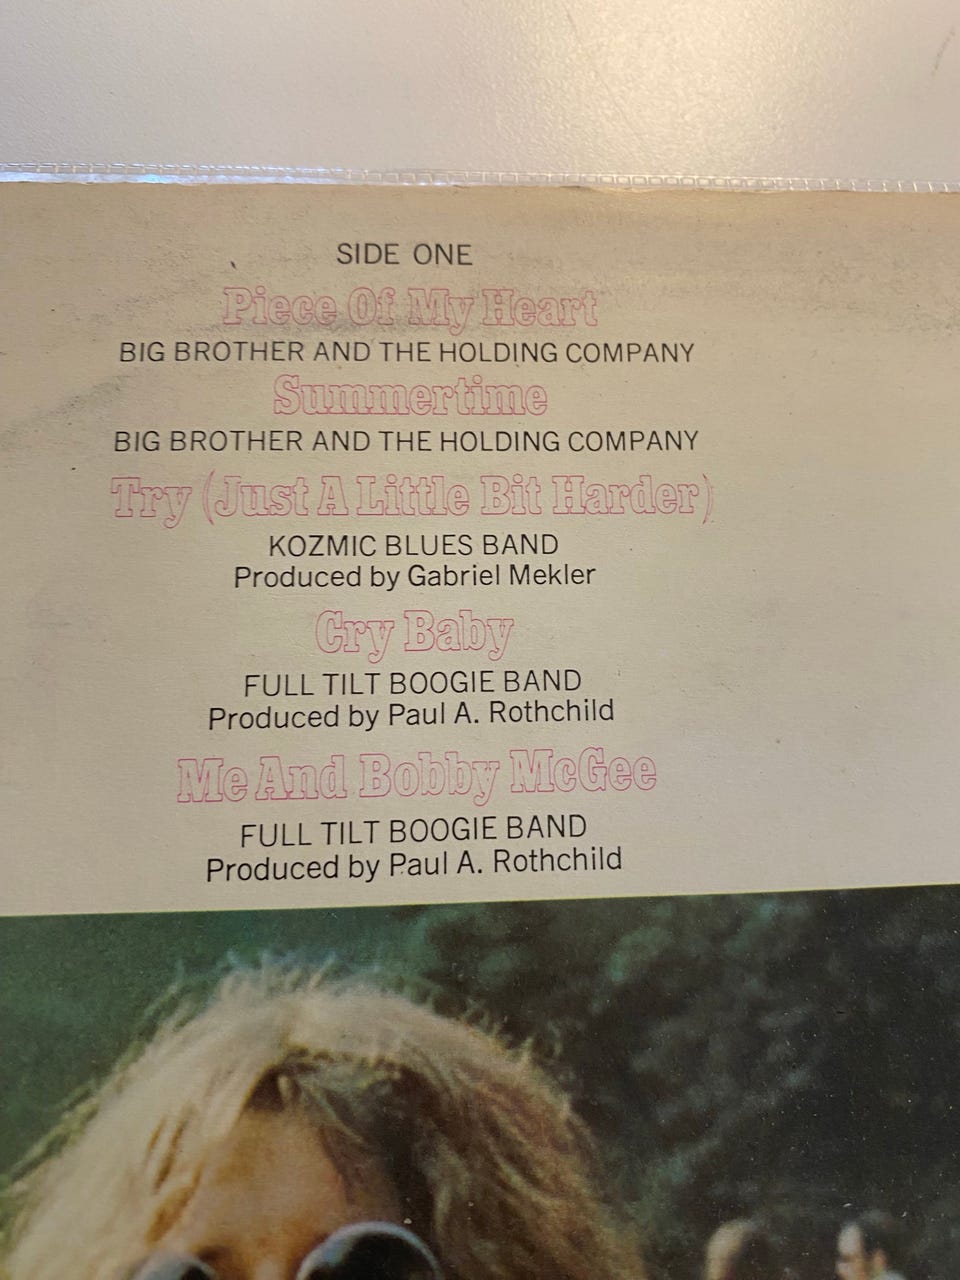 SIDE ONE
Piece Of My Heart
BIG BROTHER AND THE HOLDING COMPANY
Summertime
BIG BROTHER AND THE HOLDING COMPANY
Try (Just A Little Bit Harder)
KOZMIC BLUES BAND
Produced by Gabriel Mekler
Cry Baby
FULL TILT BOOGIE BAND
Produced by Paul A. Rothchild
Me And Bobby McGee
FULL TILT BOOGIE BAND
Produced by Paul A. Rothchild